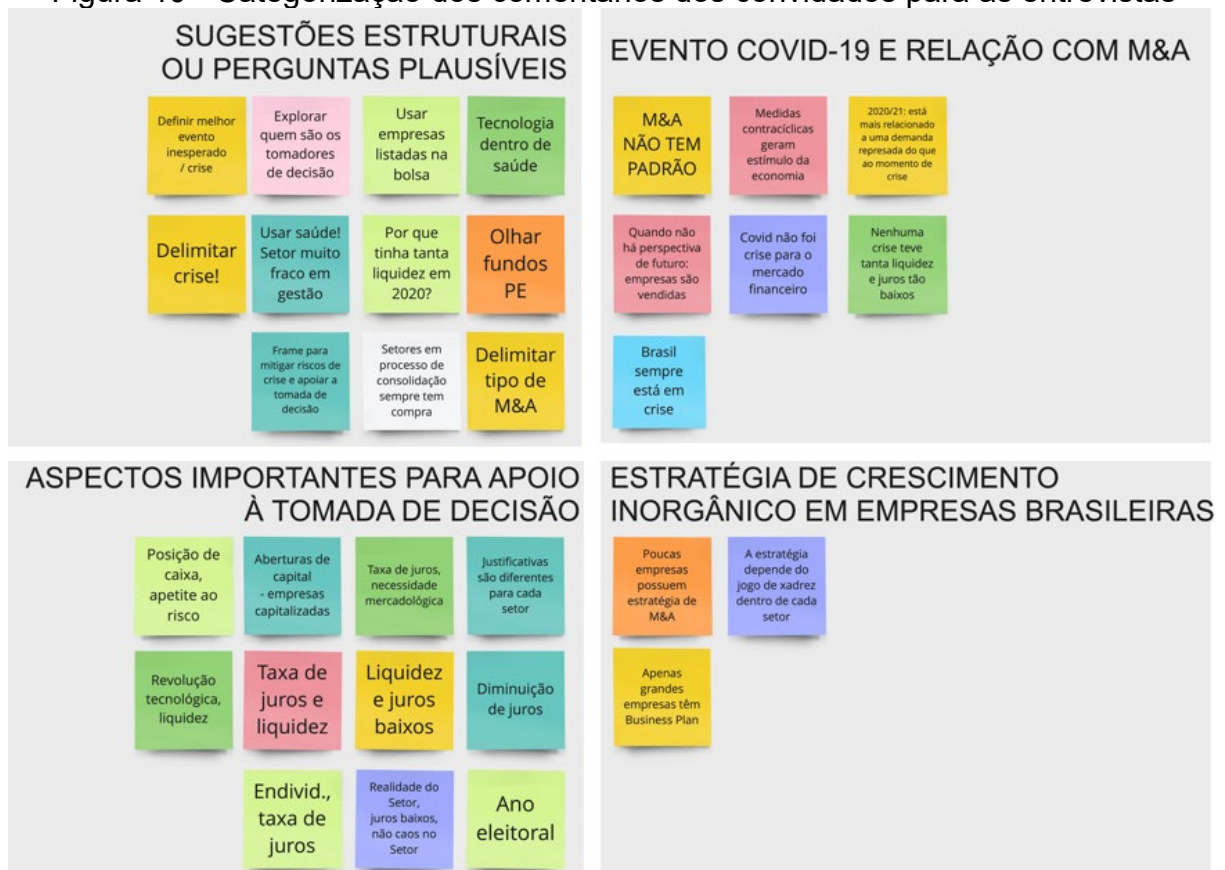 Categorização dos comentários dos convidados para as entrevistas
SUGESTÕES ESTRUTURAIS
OU PERGUNTAS PLAUSÍVEIS
Definir melhor
evento
inesperado
/ crise
Explorar
quem são os
tomadores
de decisão
Usar
empresas
listadas na
bolsa
Tecnologia
dentro de
saúde
Delimitar
crise!
Usar saúde!
Setor muito
fraco em
gestão
Por que
tinha tanta
liquidez em
2020?
Olhar
fundos
PE
Frame para
mitigar riscos de
crise e apoiar a
tomada de
decisão
Setores em
processo de
consolidação
sempre tem
compra
Delimitar
tipo de
M&A
EVENTO COVID-19 E RELAÇÃO COM M&A
M&A
NÃO TEM
PADRÃO
Medidas
contracíclicas
geram
estímulo da
economia
2020/21: está
mais relacionado
a uma demanda
represada do que
ao momento de
crise
Quando não
há perspectiva
de futuro:
empresas são
vendidas
Covid não foi
crise para o
mercado
financeiro
Nenhuma
crise teve
tanta liquidez
e juros tão
baixos
Brasil
sempre
está em
crise
ASPECTOS IMPORTANTES PARA APOIO
À TOMADA DE DECISÃO
Posição de
caixa,
apetite ao
risco
Aberturas de
capital
- empresas
capitalizadas
Taxa de juros,
necessidade
mercadológica
Justificativas
são diferentes
para cada
setor
Revolução
tecnológica,
liquidez
Taxa de
juros e
liquidez
Liquidez
e juros
baixos
Diminuição
de juros
Endivid.,
taxa de
juros
Realidade do
Setor,
juros baixos,
não caos no
Setor
Ano
eleitoral
ESTRATÉGIA DE CRESCIMENTO
INORGÂNICO EM EMPRESAS BRASILEIRAS
Poucas
empresas
possuem
estratégia de
M&A
A estratégia
depende do
jogo de xadrez
dentro de cada
setor
Apenas
grandes
empresas têm
Business Plan